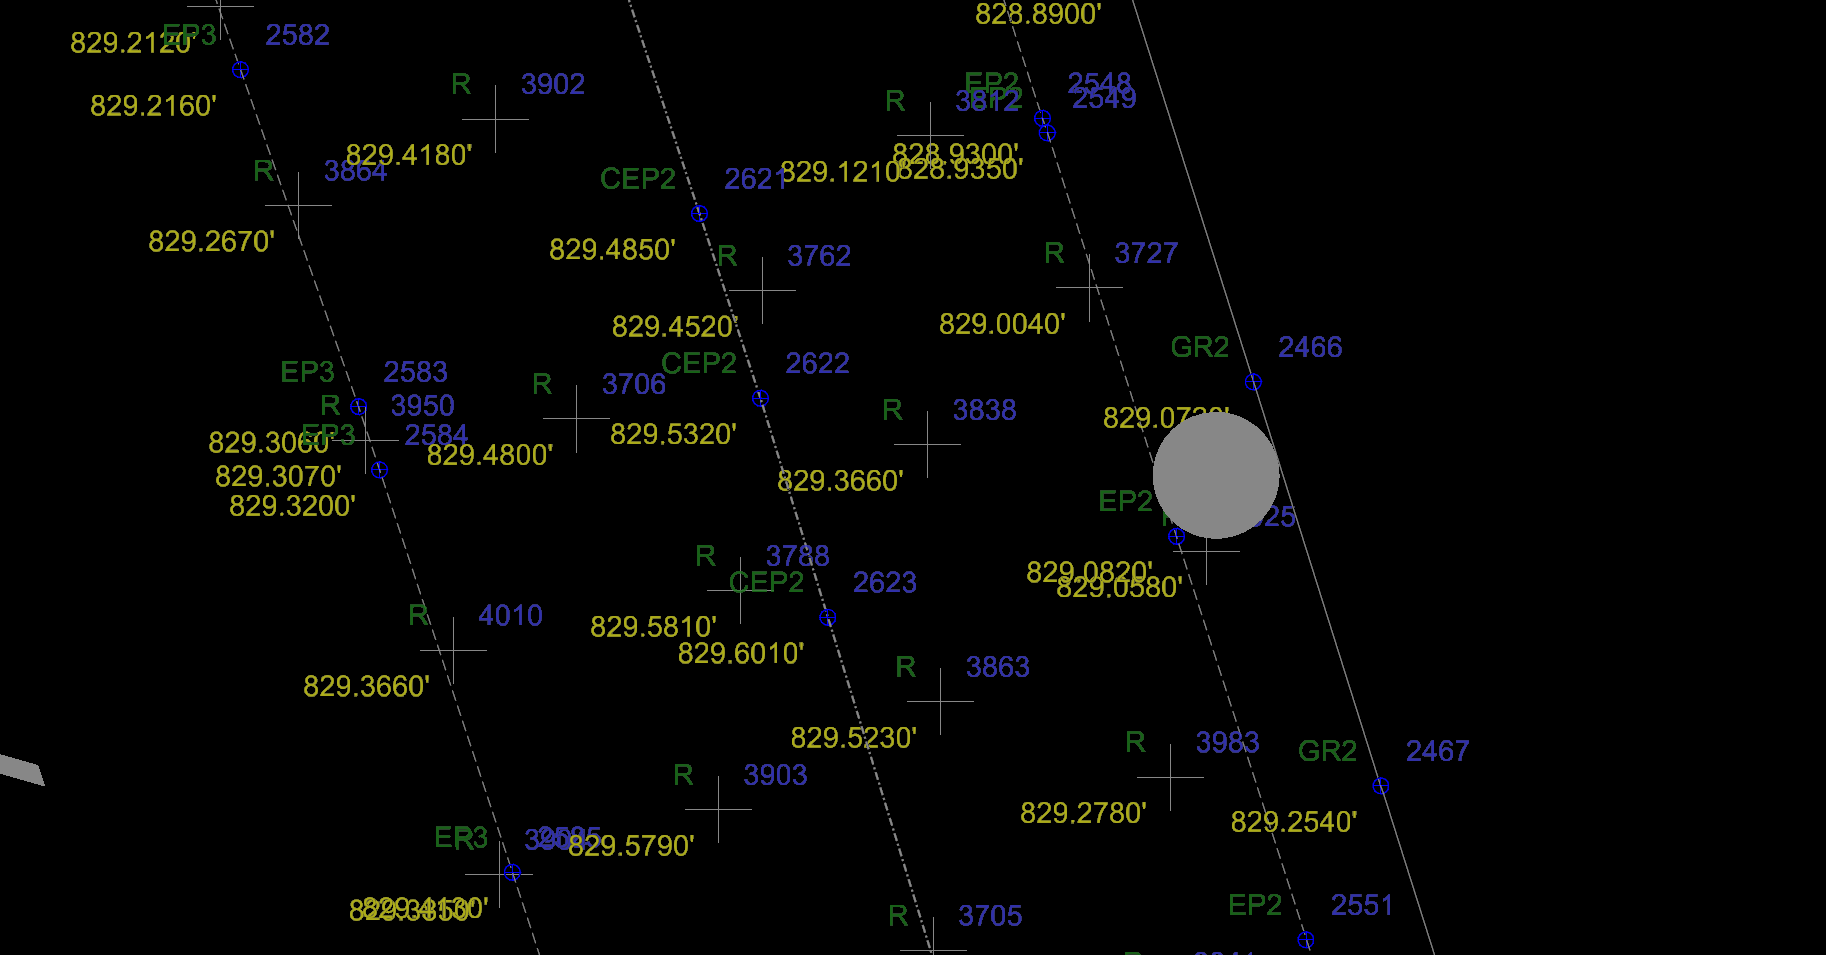 828.8900'
EP3 2582
829.2120'
829.2160'
R 3902
829.4180'
R 3812
829.1210'
EP2 2548
828.9300'
EP2 2549
828.9350'
R 3864
829.2670'
CEP2 2621
829.4850'
R 3762
829.4520'
R 3727
829.0040'
GR2 2466
EP3 2583
829.3060'
R 3950
829.3070'
EP3 2584
829.3200'
R 3706
829.4800'
CEP2 2622
829.5320'
R 3838
829.3660'
EP2
829.0820'
829.0580'
R 3788
829.5810'
CEP2 2623
829.6010'
R 4010
829.3660'
R 3863
829.5230'
R 3983
829.2780'
GR2 2467
829.2540'
R 3903
829.5790'
EP3
R
R 3705
EP2 2551